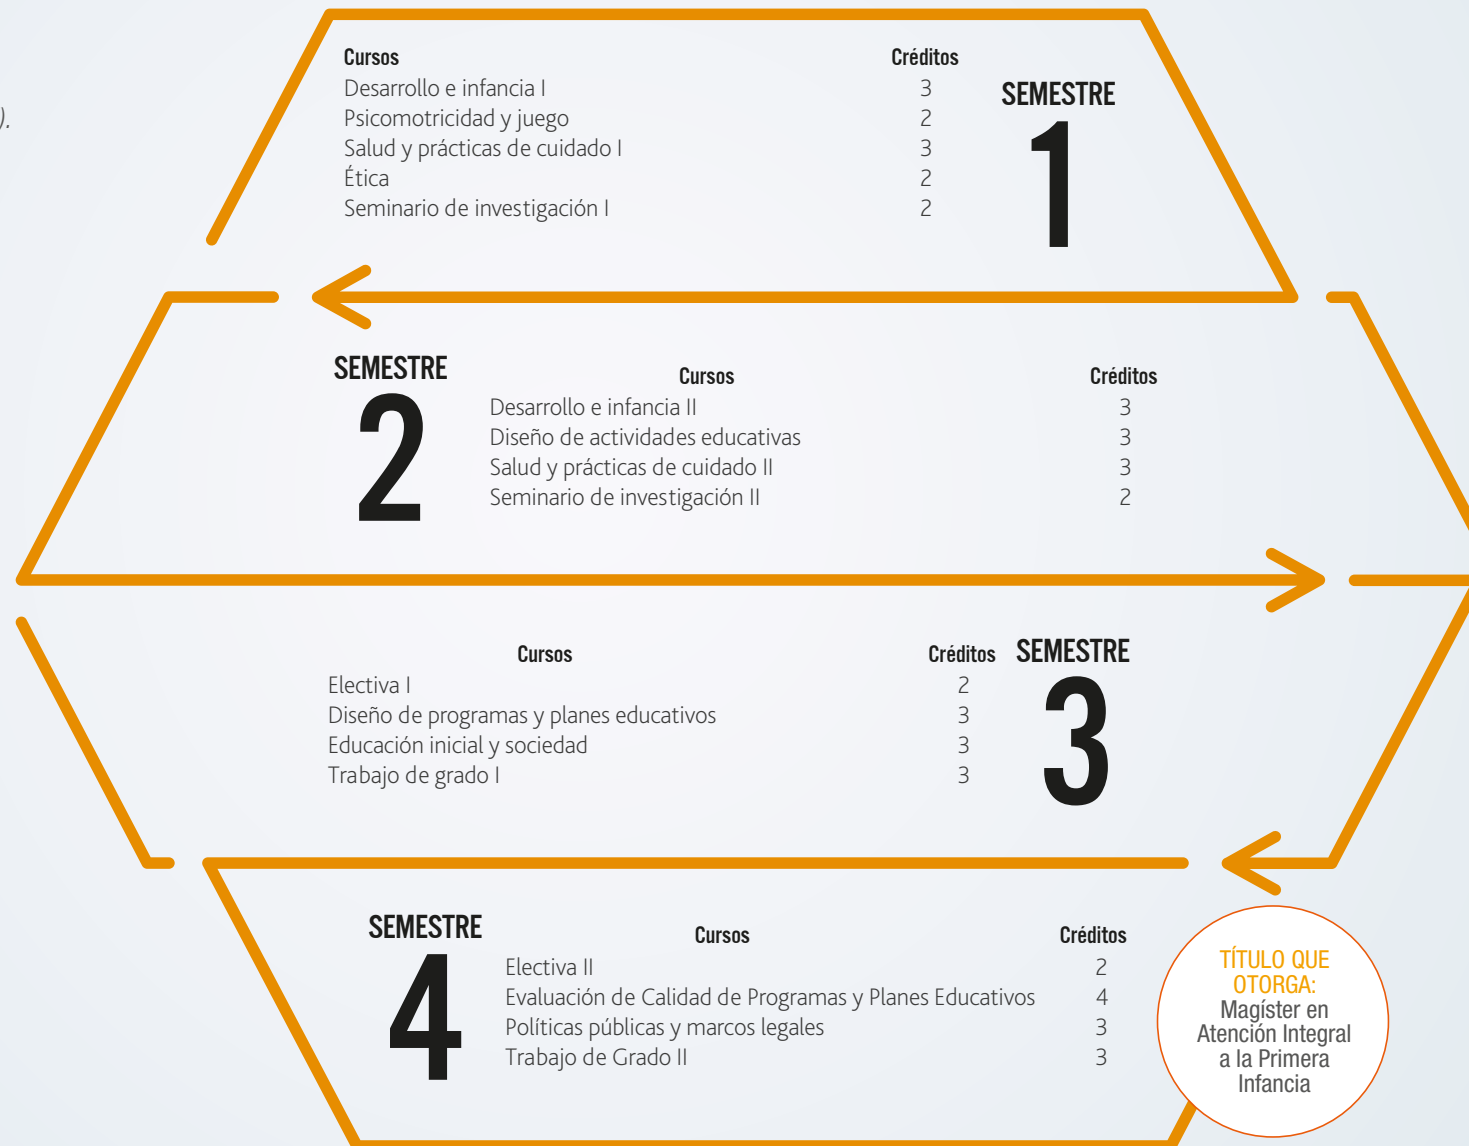 ).
Cursos Créditos
Desarrollo e infancia I 3
Psicomotricidad y juego 2
Salud y prácticas de cuidado I 3
Ética 2
Seminario de investigación I 2
SEMESTRE
1
SEMESTRE
2
Cursos Créditos
Desarrollo e infancia II 3
Diseño de actividades educativas 3
Salud y prácticas de cuidado II 3
Seminario de investigación II 2
Cursos Créditos
Electiva I 2
Diseño de programas y planes educativos 3
Educación inicial y sociedad 3
Trabajo de grado I 3
SEMESTRE
3
SEMESTRE
4
Cursos Créditos
Electiva II 2
Evaluación de Calidad de Programas y Planes Educativos 4
Políticas públicas y marcos legales 3
Trabajo de Grado II 3
TÍTULO QUE
OTORGA:
Magíster en
Atención Integral
a la Primera
Infancia